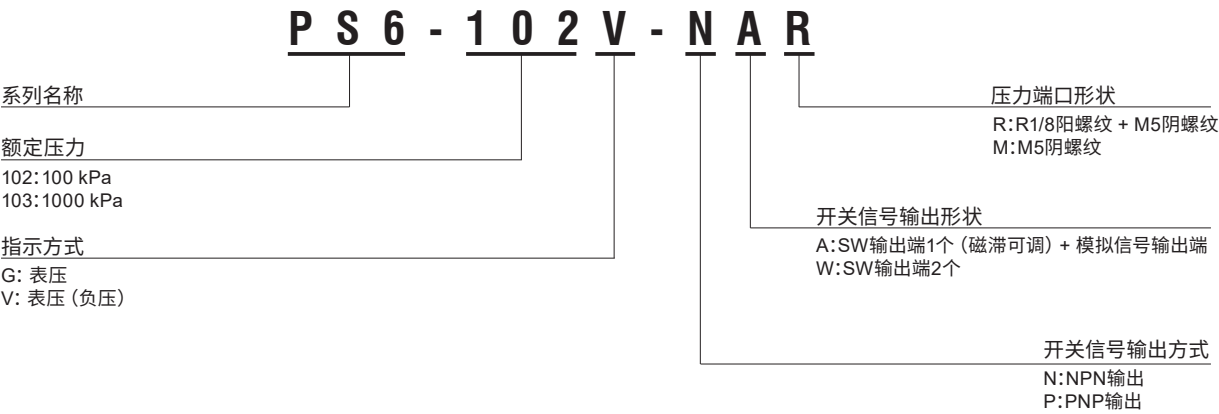 PS6-102V-NAR
系列名称
额定压力
102：100 kPa
103：1000 kPa
指示方式
G：表压
V：表压（负压）
压力端口形状
R：R1/8阳螺纹 + M5阴螺纹
M：M5阴螺纹
开关信号输出形状
A：SW输出端1个（磁滞可调）+ 模拟信号输出端
W：SW输出端2个
开关信号输出方式
N：NPN输出
P：PNP输出